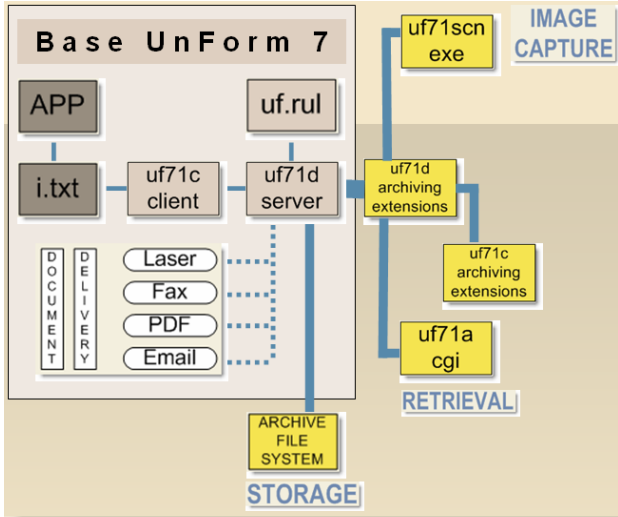 Base UnForm 7
uf71scn
exe
IMAGE
CAPTURE
APP
uf.rul
i.txt
uf71c
client
uf71d
server
uf71d
archiving
extensions
uf71c
archiving
extensions
DOCUMENT
DELIVERY
Laser
Fax
PDF
Email
uf71a
cgi
RETRIEVAL
ARCHIVE
FILE
SYSTEM
STORAGE